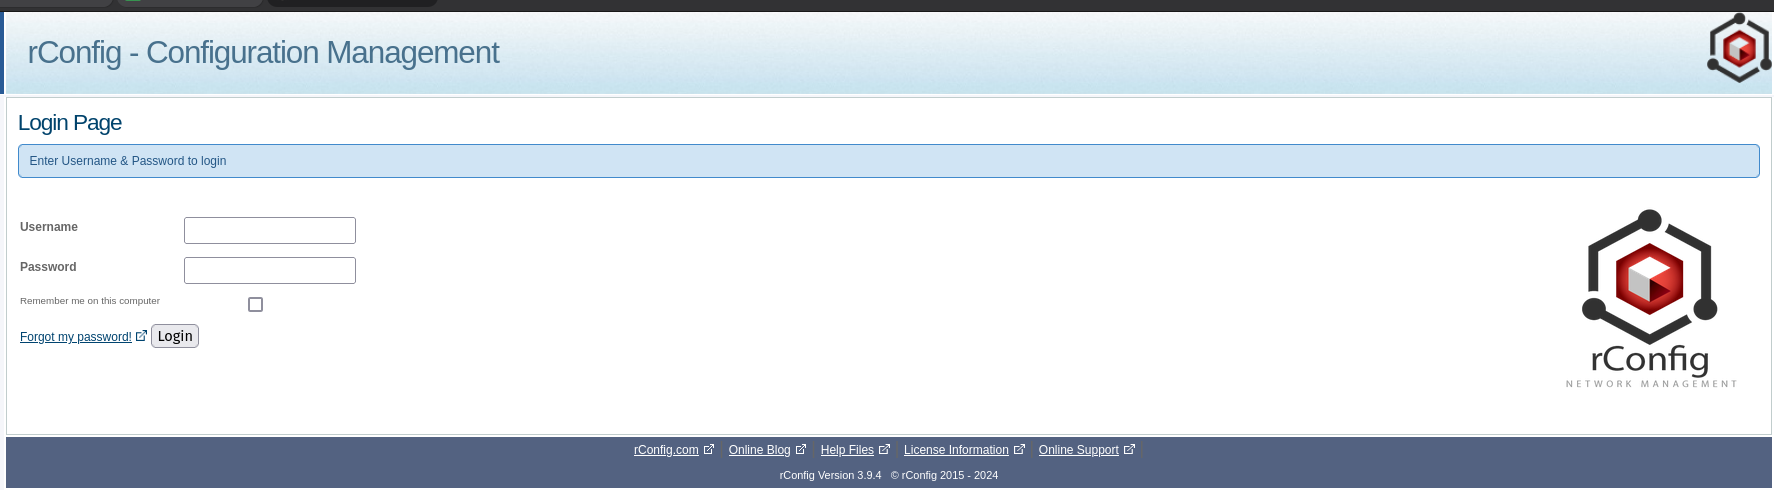 rConfig - Configuration Management
Login Page
Enter Username & Password to login
Username
Password
Remember me on this computer
Forgot my password! Login
rConfig
NETWORK MANAGEMENT
rConfig.com Online Blog Help Files License Information Online Support
rConfig Version 3.9.4 © rConfig 2015 - 2024